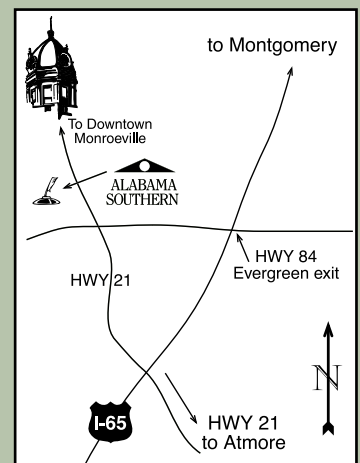 to Montgomery
To Downtown
Monroeville
ALABAMA
SOUTHERN
HWY 84
Evergreen exit
HWY 21
N
I-65
HWY 21
to Atmore